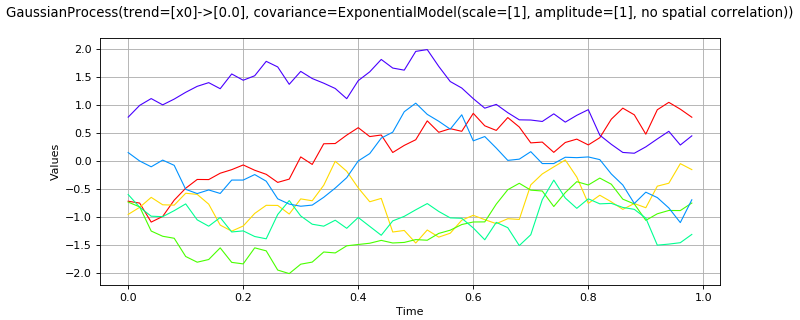 GaussianProcess(trend=[x0]->[0.0], covariance=ExponentialModel(scale=[1], amplitude=[1], no spatial correlation))
2.0
1.5
1.0
0.5
0.0
−0.5
−1.0
−1.5
−2.0
Values
0.0 0.2 0.4 0.6 0.8 1.0
Time